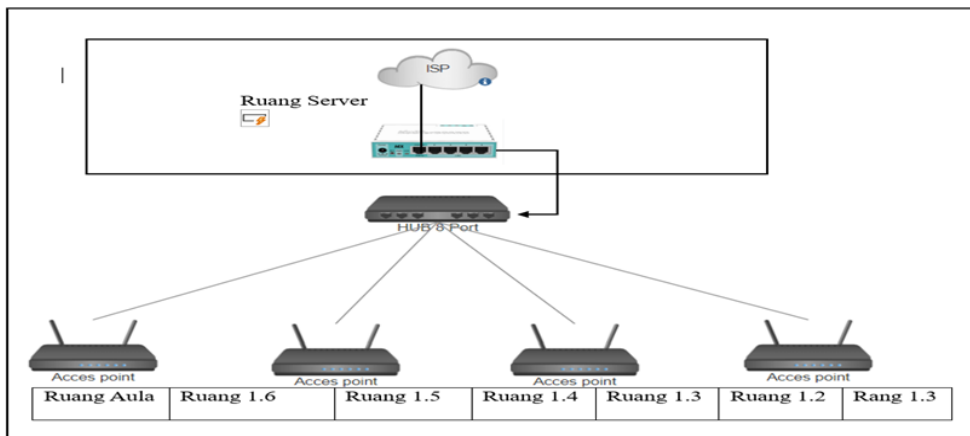 ISP
Ruang Server
HUB 8 Port
Acces point
Acces point
Acces point
Acces point
Ruang Aula Ruang 1.6 Ruang 1.5 Ruang 1.4 Ruang 1.3 Ruang 1.2 Rang 1.3